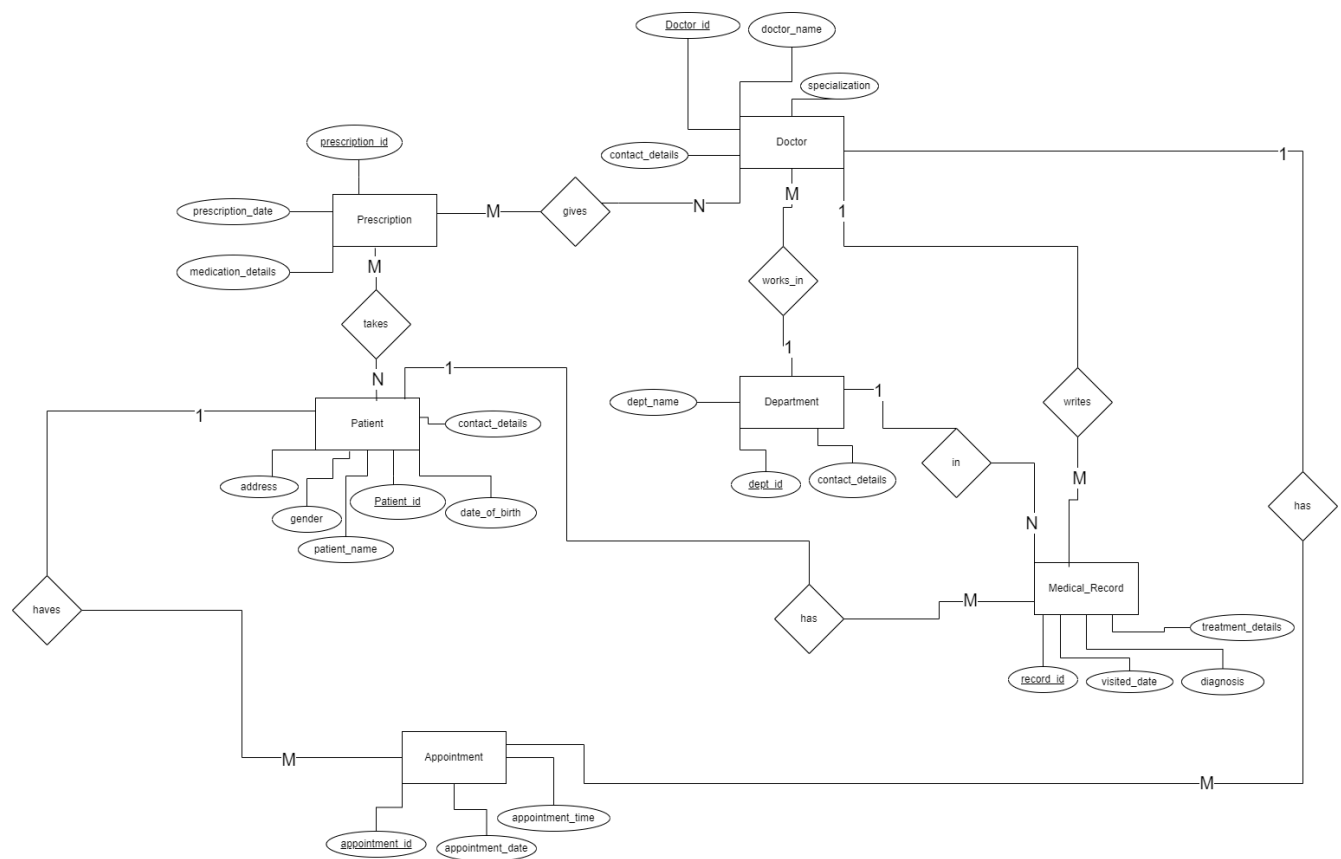 Doctor_id
doctor_name
specialization
prescription_id
Doctor
1
contact_details
M
prescription_date
Prescription
M
gives
N
1
medication_details
M
works_in
takes
1
N
1
1
dept_name
Department
writes
1
Patient
contact_details
in
address
Patient_id
dept_id
contact_details
M
gender
date_of_birth
has
patient_name
N
Medical_Record
haves
has
M
treatment_details
record_id
visited_date
diagnosis
M
Appointment
M
appointment_time
appointment_id
appointment_date